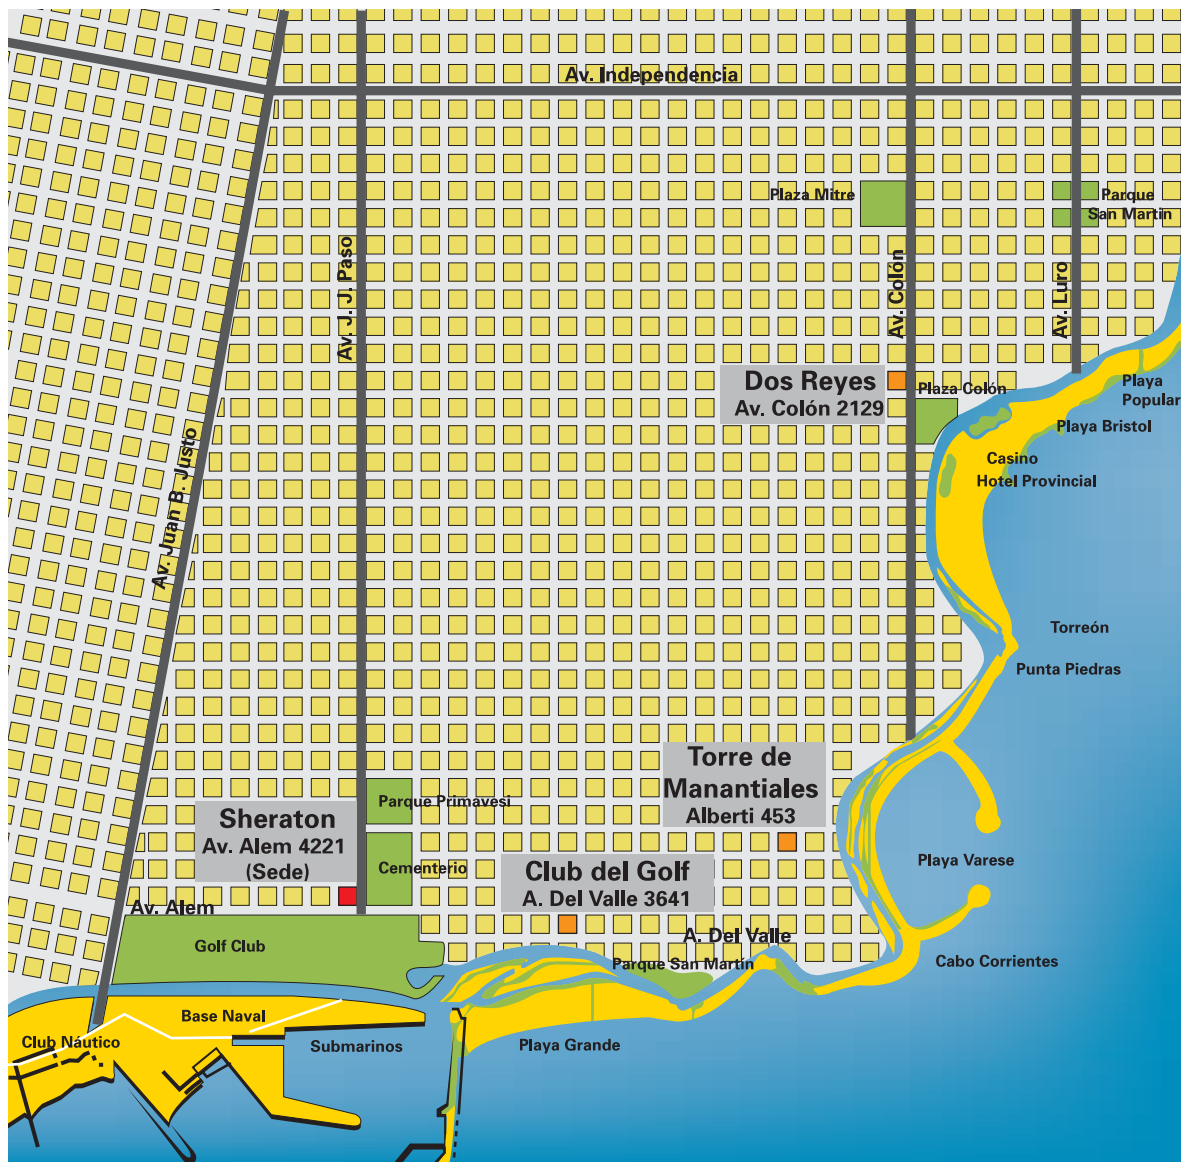 Av. Independencia
Plaza Mitre
Parque
San Martín
Av. J. J. Paso
Av. Colón
Av. Luro
Dos Reyes
Av. Colón 2129
Plaza Colón
Playa
Popular
Playa Bristol
Casino
Hotel Provincial
Av. Juan B. Justo
Torreón
Punta Piedras
Torre de
Manantiales
Alberti 453
Parque Primavesi
Sheraton
Av. Alem 4221
(Sede)
Cementerio
Club del Golf
A. Del Valle 3641
Playa Varese
Av. Alem
Golf Club
A. Del Valle
Parque San Martín
Cabo Corrientes
Base Naval
Club Náutico
Submarinos
Playa Grande